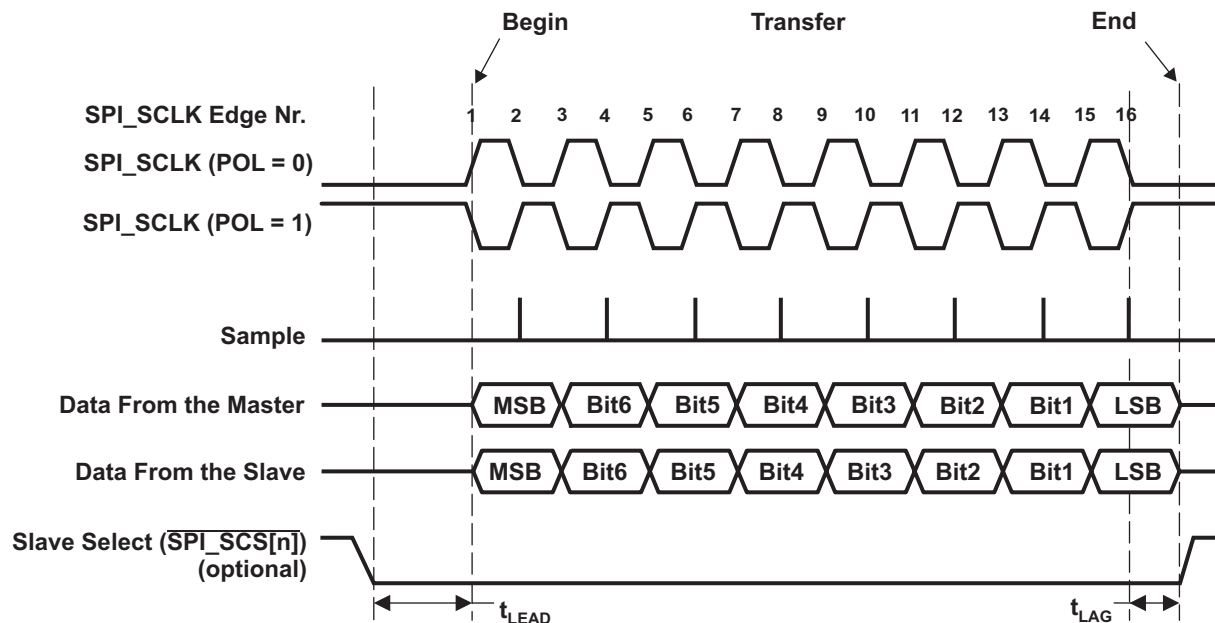 Begin Transfer End
SPI_SCLK Edge Nr. 1 2 3 4 5 6 7 8 9 10 11 12 13 14 15 16
SPI_SCLK (POL = 0)
SPI_SCLK (POL = 1)
Sample
Data From the Master MSB Bit6 Bit5 Bit4 Bit3 Bit2 Bit1 LSB
Data From the Slave MSB Bit6 Bit5 Bit4 Bit3 Bit2 Bit1 LSB
Slave Select (SPI_SCS[n])
(optional)
tLEAD tLAG